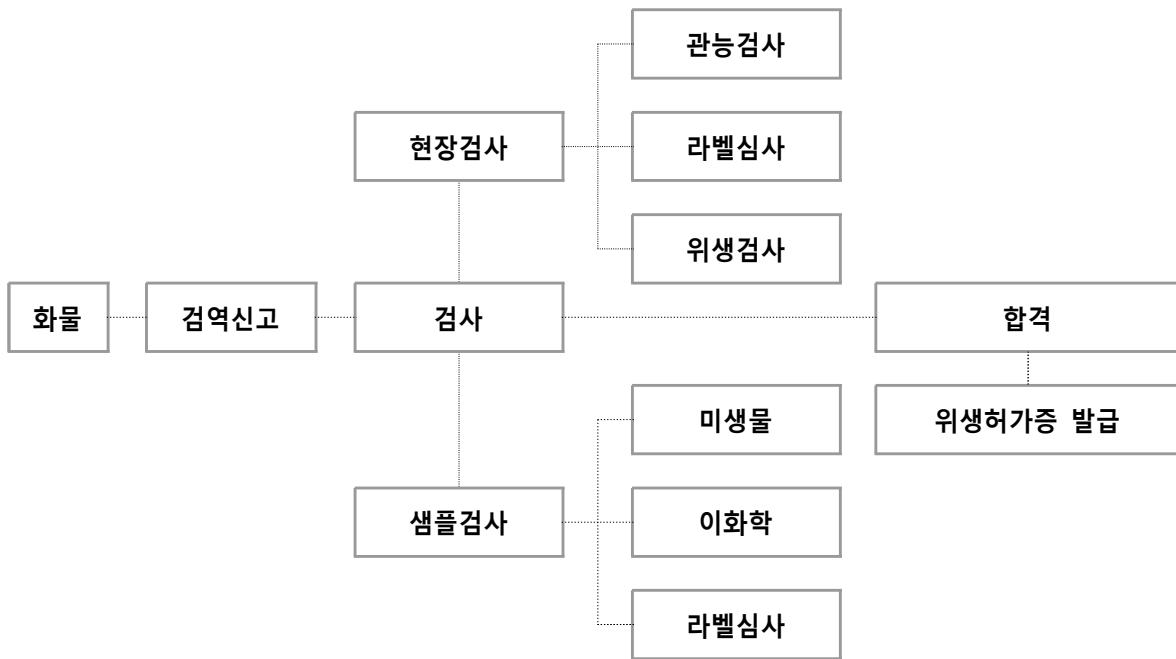 관능검사
현장검사
라벨심사
위생검사
화물
검역신고
검사
합격
미생물
위생허가증 발급
샘플검사
이화학
라벨심사